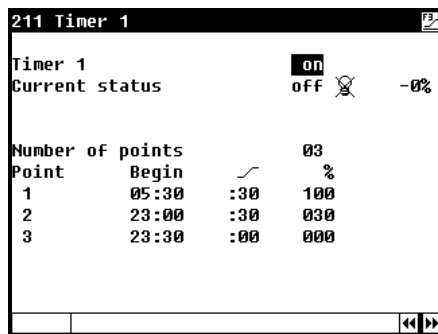 211 Timer 1 F3
Timer 1 on
Current status off -0%
Number of points 03
Point Begin %
1 05:30 :30 100
2 23:00 :30 030
3 23:30 :00 000